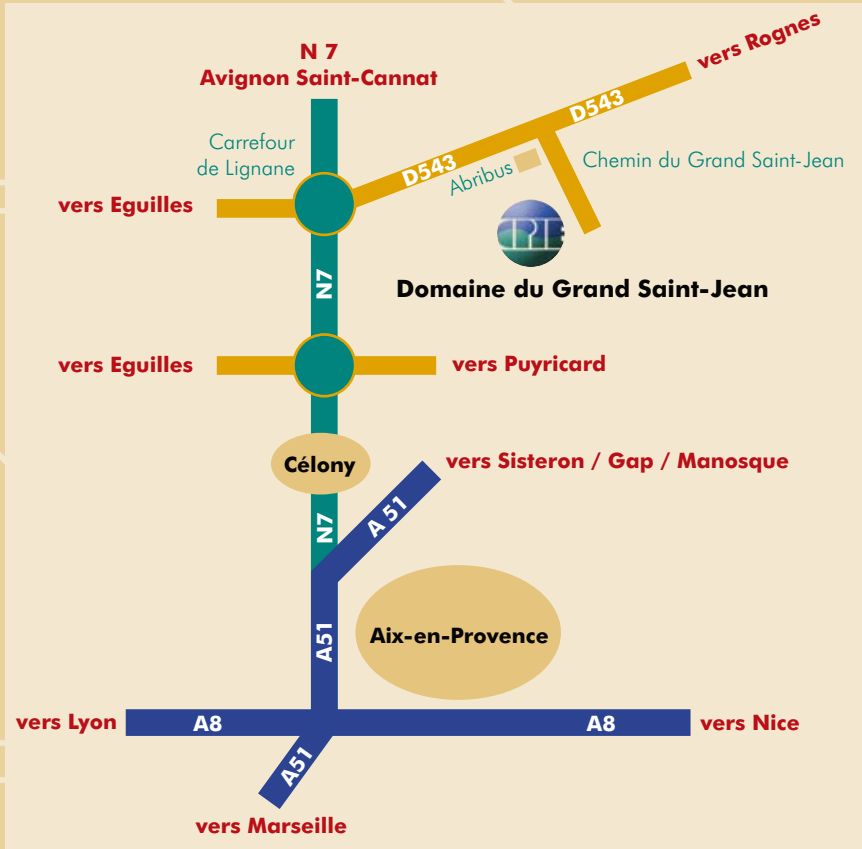 N 7
Avignon Saint-Cannat
vers Rognes
D543
Carrefour
de Lignane
D543
Abribus
Chemin du Grand Saint-Jean
vers Eguilles
Domaine du Grand Saint-Jean
N7
vers Eguilles
vers Puyricard
Célony
vers Sisteron / Gap / Manosque
N7
A 51
Aix-en-Provence
A51
vers Lyon
A8
A8
vers Nice
A51
vers Marseille